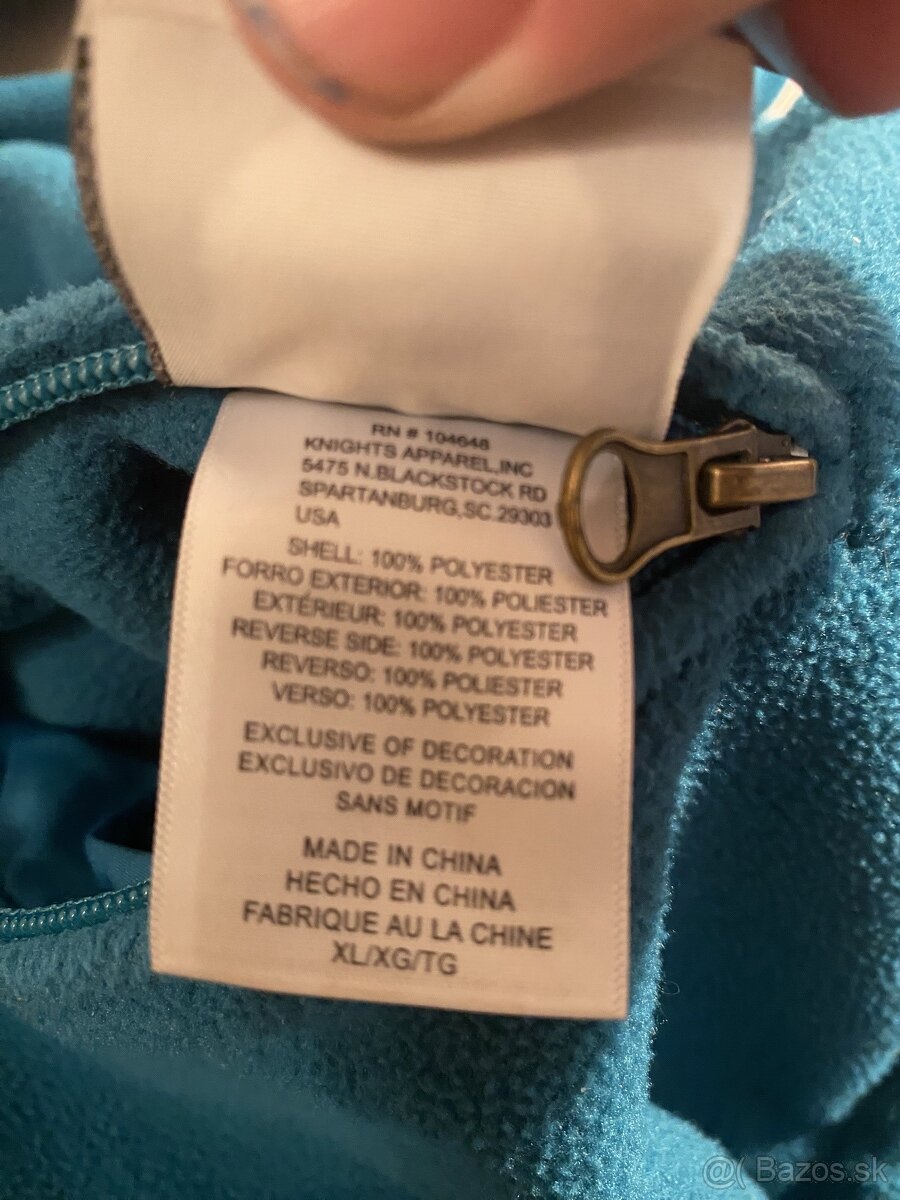 RN # 104648
KNIGHTS APPAREL,INC
5475 N.BLACKSTOCK RD
SPARTANBURG,SC.29303
USA
SHELL: 100% POLYESTER
FORRO EXTERIOR: 100% POLIESTER
EXTÉRIEUR: 100% POLYESTER
REVERSE SIDE: 100% POLYESTER
REVERSO: 100% POLIESTER
VERSO: 100% POLYESTER
EXCLUSIVE OF DECORATION
EXCLUSIVO DE DECORACION
SANS MOTIF
MADE IN CHINA
HECHO EN CHINA
FABRIQUE AU LA CHINE
XL/XG/TG
@( Bazos.sk